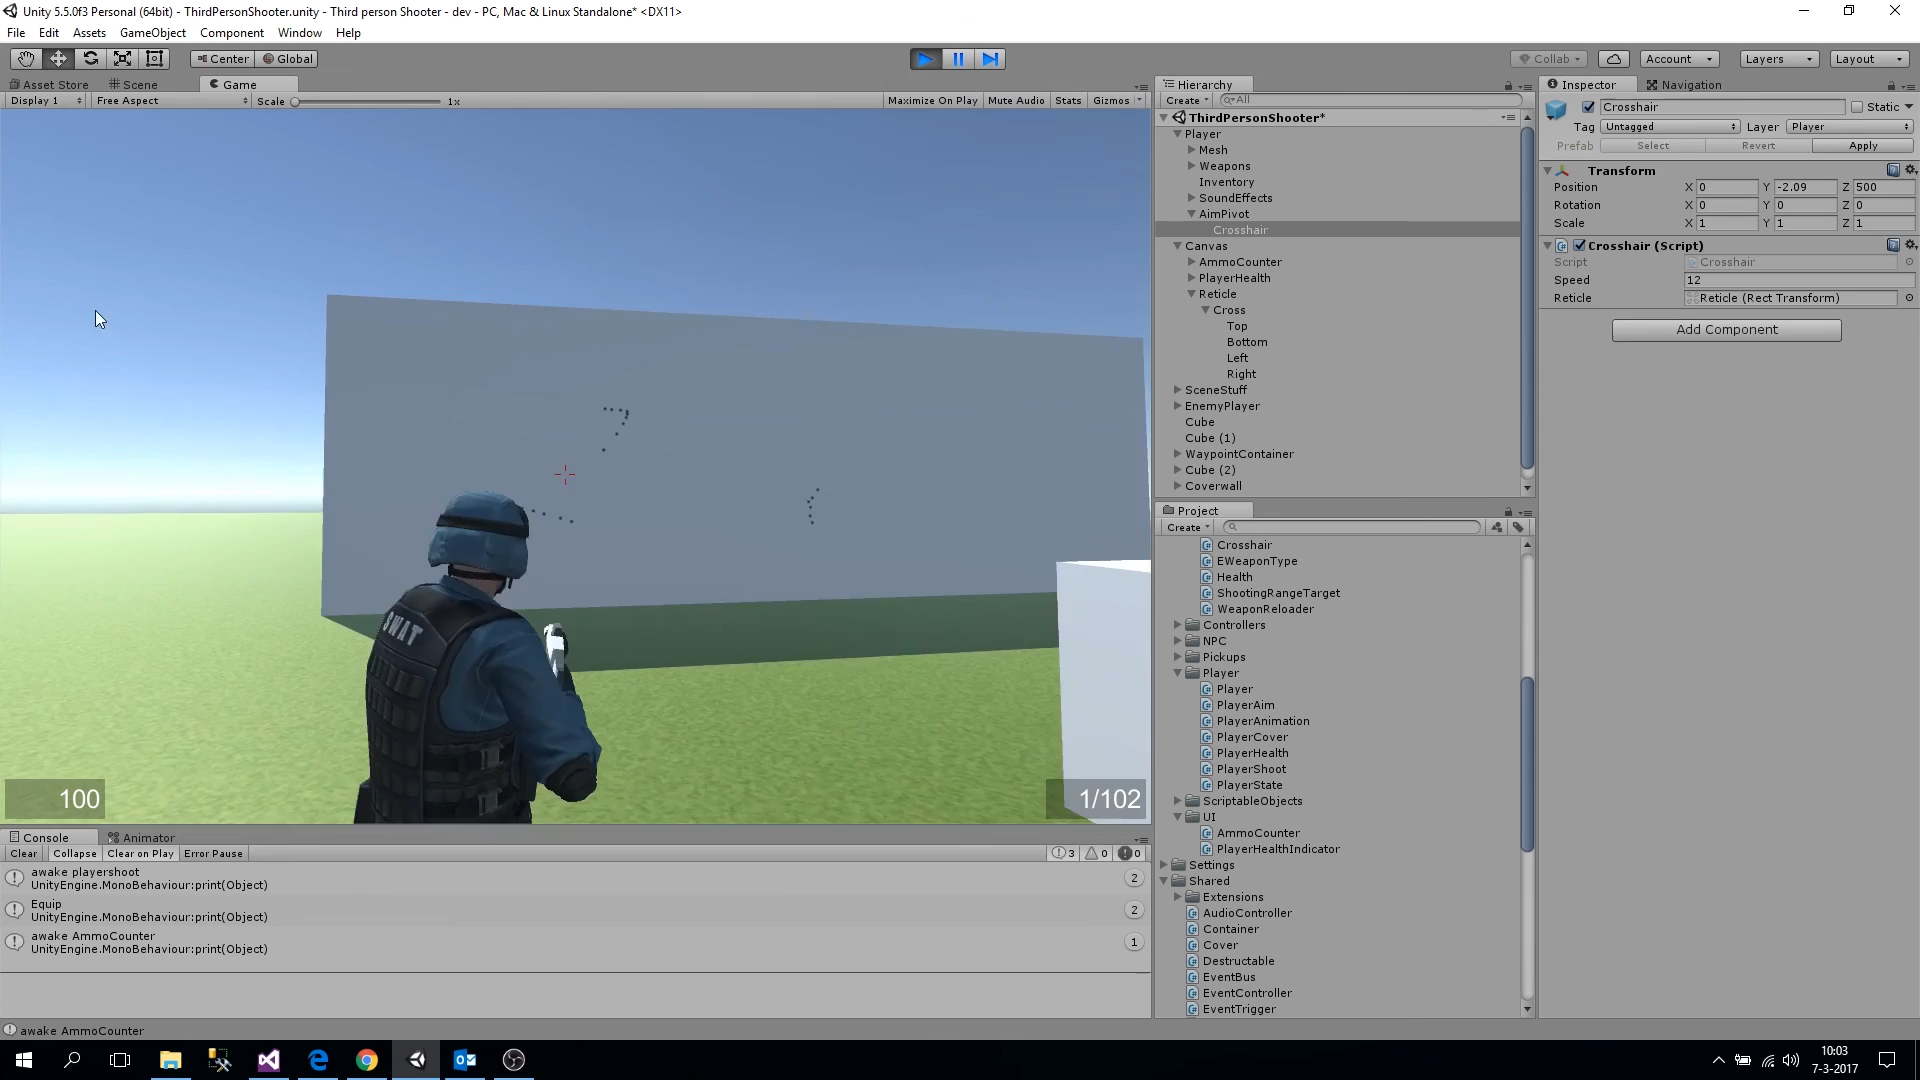 Unity 5.5.0f3 Personal (64bit) - ThirdPersonShooter.unity - Third person Shooter - dev - PC, Mac & Linux Standalone* <DX11>
File Edit Assets GameObject Component Window Help
Center Global Collab Account Layers Layout
Asset Store Scene Game
Display 1 Free Aspect Scale 1x Maximize On Play Mute Audio Stats Gizmos
SWAT
100
1/102
Console Animator
Clear Collapse Clear on Play Error Pause 3 0 0
awake playershoot
UnityEngine.MonoBehaviour:print(Object)
2
Equip
UnityEngine.MonoBehaviour:print(Object)
2
awake AmmoCounter
UnityEngine.MonoBehaviour:print(Object)
1
awake AmmoCounter
Hierarchy
Create All
ThirdPersonShooter*
Player
Mesh
Weapons
Inventory
SoundEffects
AimPivot
Crosshair
Canvas
AmmoCounter
PlayerHealth
Reticle
Cross
Top
Bottom
Left
Right
SceneStuff
EnemyPlayer
Cube
Cube (1)
WaypointContainer
Cube (2)
Coverwall
Project
Create
Crosshair
EWeaponType
Health
ShootingRangeTarget
WeaponReloader
Controllers
NPC
Pickups
Player
Player
PlayerAim
PlayerAnimation
PlayerCover
PlayerHealth
PlayerShoot
PlayerState
ScriptableObjects
UI
AmmoCounter
PlayerHealthIndicator
Settings
Shared
Extensions
AudioController
Container
Cover
Destructable
EventBus
EventController
EventTrigger
Inspector Navigation
Crosshair Static
Tag Untagged Layer Player
Prefab Select Revert Apply
Transform
Position X 0 Y -2.09 Z 500
Rotation X 0 Y 0 Z 0
Scale X 1 Y 1 Z 1
Crosshair (Script)
Script Crosshair
Speed 12
Reticle Reticle (Rect Transform)
Add Component
10:03
7-3-2017